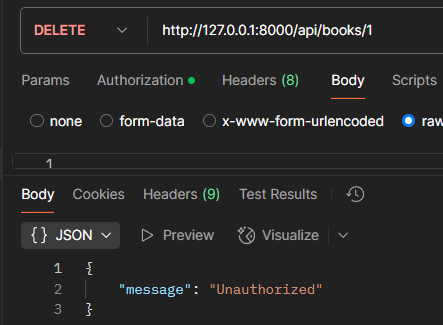 DELETE http://127.0.0.1:8000/api/books/1
Params Authorization Headers (8) Body Scripts
none form-data x-www-form-urlencoded raw
1
Body Cookies Headers (9) Test Results
{} JSON Preview Visualize
1 {
2 "message": "Unauthorized"
3 }